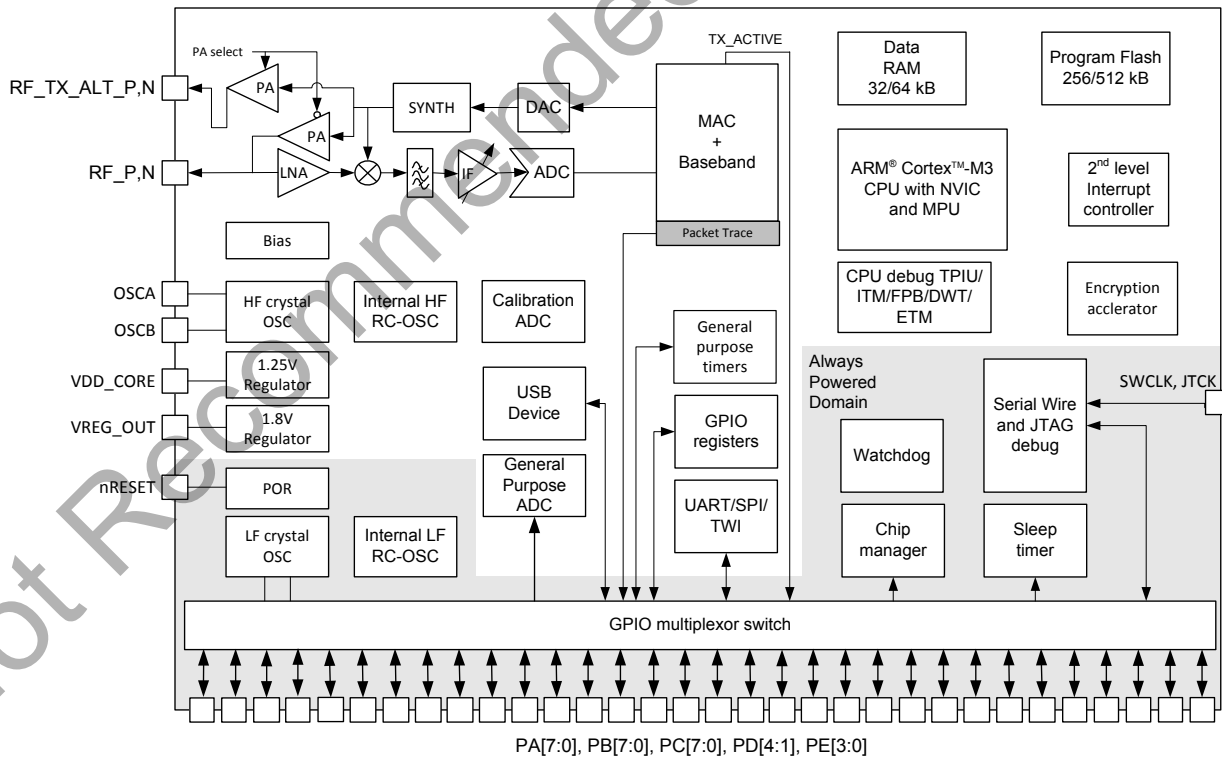 TX_ACTIVE
PA select
RF_TX_ALT_P,N
PA
SYNTH
DAC
PA
RF_P,N
LNA
IF
ADC
MAC
+
Baseband
Packet Trace
Data
RAM
32/64 kB
Program Flash
256/512 kB
ARM® Cortex™-M3
CPU with NVIC
and MPU
2nd level
Interrupt
controller
Bias
OSCA
OSCB
HF crystal
OSC
Internal HF
RC-OSC
Calibration
ADC
CPU debug TPIU/
ITM/FPB/DWT/
ETM
Encryption
acclerator
General
purpose
timers
VDD_CORE
1.25V
Regulator
VREG_OUT
1.8V
Regulator
USB
Device
GPIO
registers
Always
Powered
Domain
Serial Wire
and JTAG
debug
SWCLK, JTCK
Watchdog
nRESET
POR
General
Purpose
ADC
UART/SPI/
TWI
LF crystal
OSC
Internal LF
RC-OSC
Chip
manager
Sleep
timer
GPIO multiplexor switch
PA[7:0], PB[7:0], PC[7:0], PD[4:1], PE[3:0]
Not Recommended